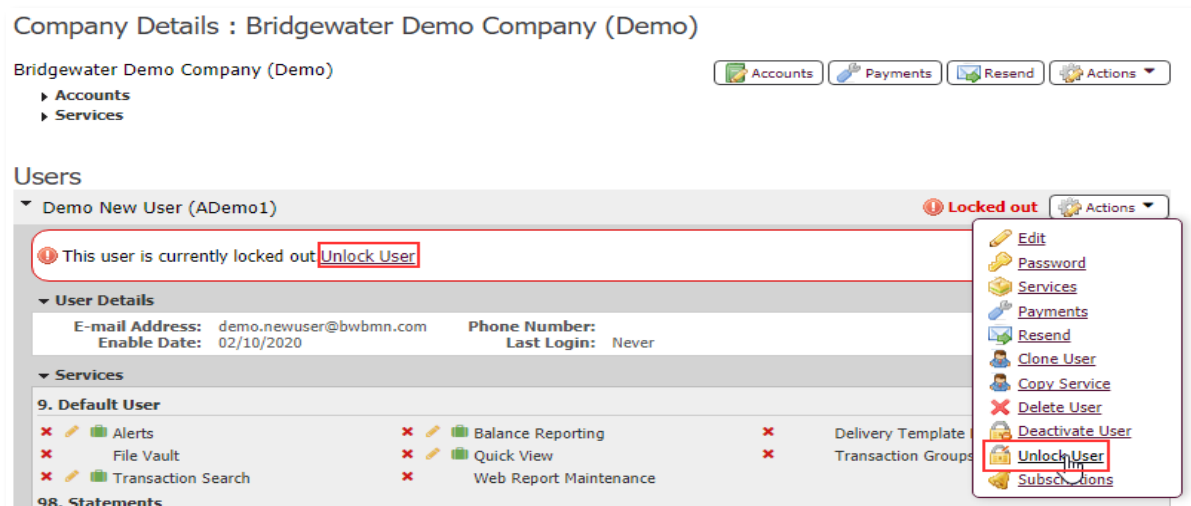 Company Details : Bridgewater Demo Company (Demo)
Bridgewater Demo Company (Demo)
Accounts Payments Resend Actions
Accounts
Services
Users
Demo New User (ADemo1)
Locked out Actions
This user is currently locked out Unlock User
User Details
E-mail Address: demo.newuser@bwbmn.com Phone Number:
Enable Date: 02/10/2020 Last Login: Never
Services
9. Default User
Alerts Balance Reporting Delivery Template
File Vault Quick View Transaction Groups
Transaction Search Web Report Maintenance
98. Statements
Edit
Password
Services
Payments
Resend
Clone User
Copy Service
Delete User
Deactivate User
Unlock User
Subscriptions